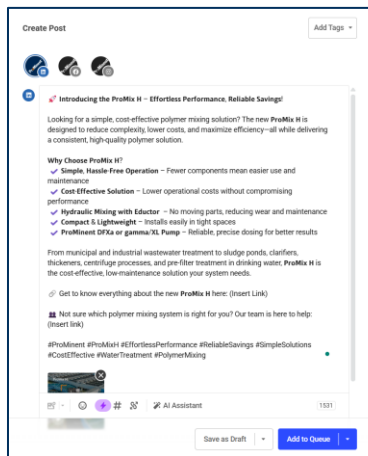 Create Post
Add Tags
🚀 Introducing the ProMix H – Effortless Performance, Reliable Savings!
Looking for a simple, cost-effective polymer mixing solution? The new ProMix H is
designed to reduce complexity, lower costs, and maximize efficiency—all while delivering
a consistent, high-quality polymer solution.
Why Choose ProMix H?
✔ Simple, Hassle-Free Operation – Fewer components mean easier use and
maintenance
✔ Cost-Effective Solution – Lower operational costs without compromising
performance
✔ Hydraulic Mixing with Eductor – No moving parts, reducing wear and maintenance
✔ Compact & Lightweight – Installs easily in tight spaces
✔ ProMinent DFXa or gamma/XL Pump – Reliable, precise dosing for better results
From municipal and industrial wastewater treatment to sludge ponds, clarifiers,
thickeners, centrifuge processes, and pre-filter treatment in drinking water, ProMix H is
the cost-effective, low-maintenance solution your system needs.
🔗 Get to know everything about the new ProMix H here: (Insert Link)
👥 Not sure which polymer mixing system is right for you? Our team is here to help:
(Insert link)
#ProMinent #ProMixH #EffortlessPerformance #ReliableSavings #SimpleSolutions
#CostEffective #WaterTreatment #PolymerMixing
AI Assistant
1531
Save as Draft
Add to Queue